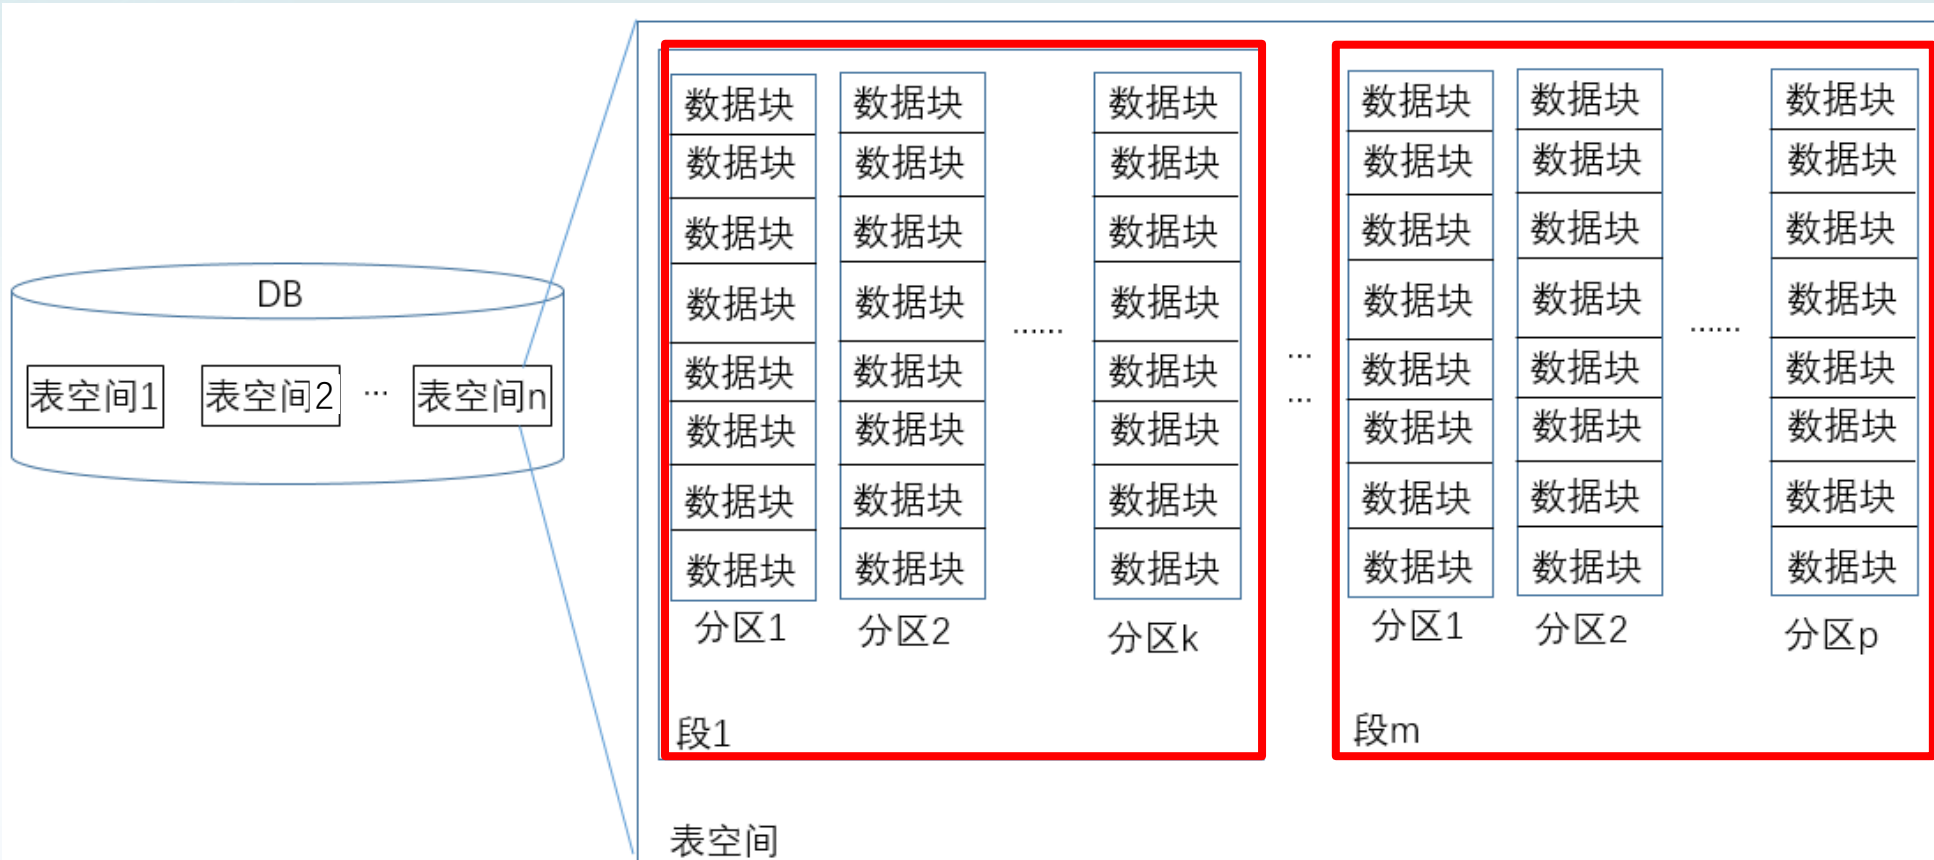 DB
表空间1 表空间2 ... 表空间n
数据块 数据块 数据块 数据块 数据块 数据块
数据块 数据块 数据块 数据块 数据块 数据块
数据块 数据块 数据块 数据块 数据块 数据块
数据块 数据块 ...... 数据块 数据块 数据块 ...... 数据块
...
数据块 数据块 数据块 数据块 数据块 数据块
...
数据块 数据块 数据块 数据块 数据块 数据块
数据块 数据块 数据块 数据块 数据块 数据块
数据块 数据块 数据块 数据块 数据块 数据块
分区1 分区2 分区k 分区1 分区2 分区p
段1 段m
表空间